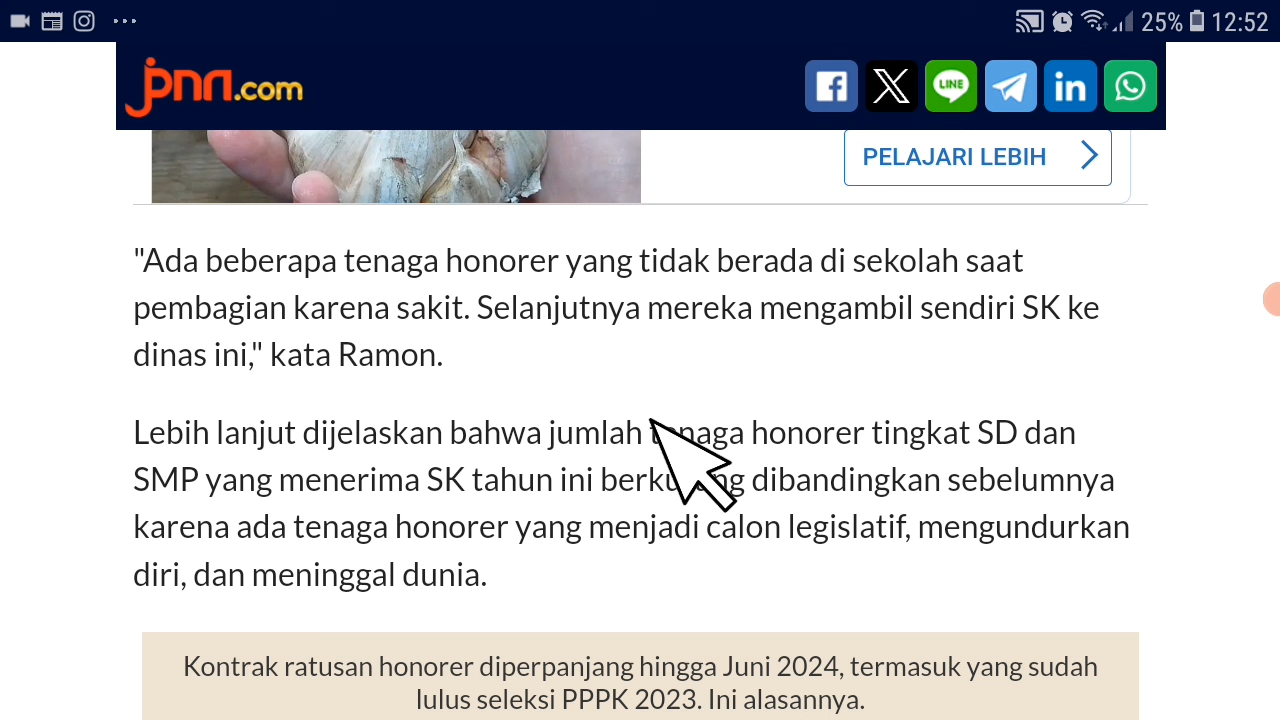 25% 12:52
jpnn.com
LINE
in
PELAJARI LEBIH
"Ada beberapa tenaga honorer yang tidak berada di sekolah saat
pembagian karena sakit. Selanjutnya mereka mengambil sendiri SK ke
dinas ini," kata Ramon.
Lebih lanjut dijelaskan bahwa jumlah tenaga honorer tingkat SD dan
SMP yang menerima SK tahun ini berkurang dibandingkan sebelumnya
karena ada tenaga honorer yang menjadi calon legislatif, mengundurkan
diri, dan meninggal dunia.
Kontrak ratusan honorer diperpanjang hingga Juni 2024, termasuk yang sudah
lulus seleksi PPPK 2023. Ini alasannya.